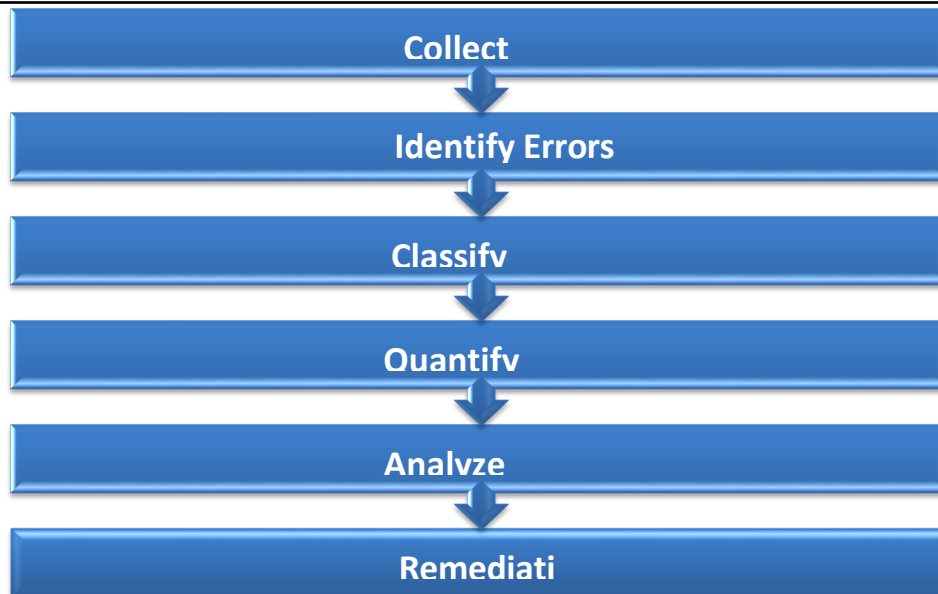 Collect
Identify Errors
Classify
Quantify
Analyze
Remediati